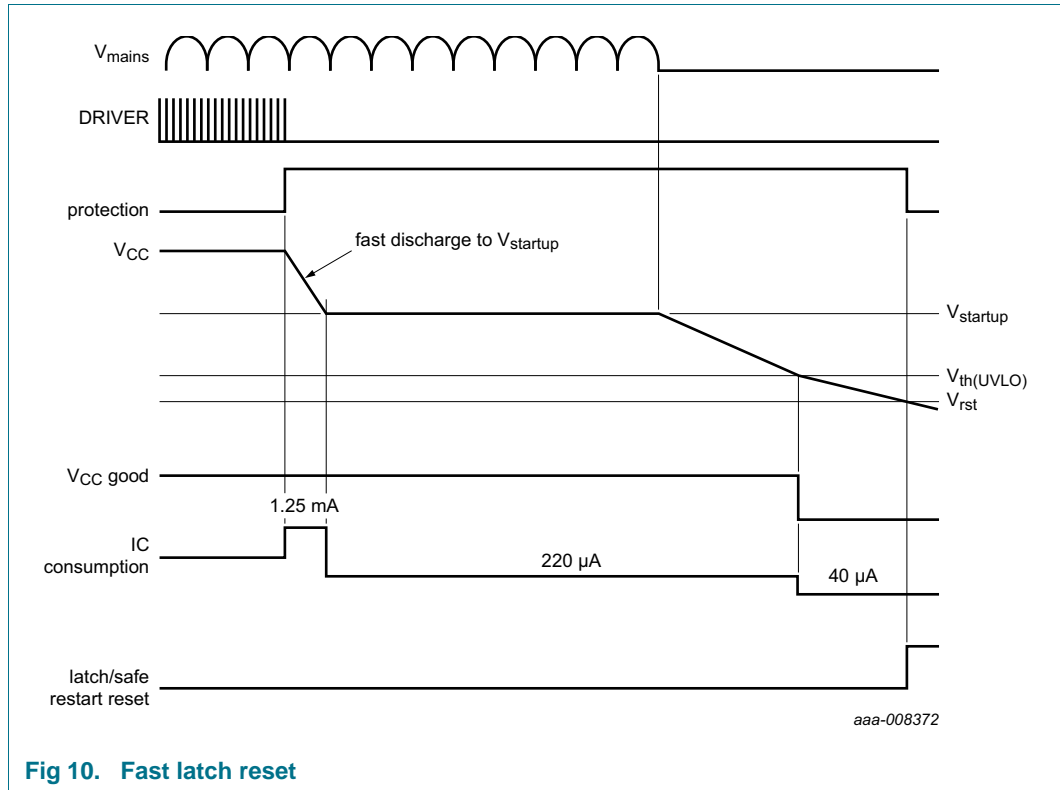 Vmains
DRIVER
protection
VCC
fast discharge to Vstartup
Vstartup
Vth(UVLO)
Vrst
VCC good
1.25 mA
IC
consumption
220 µA
40 µA
latch/safe
restart reset
aaa-008372
Fig 10. Fast latch reset